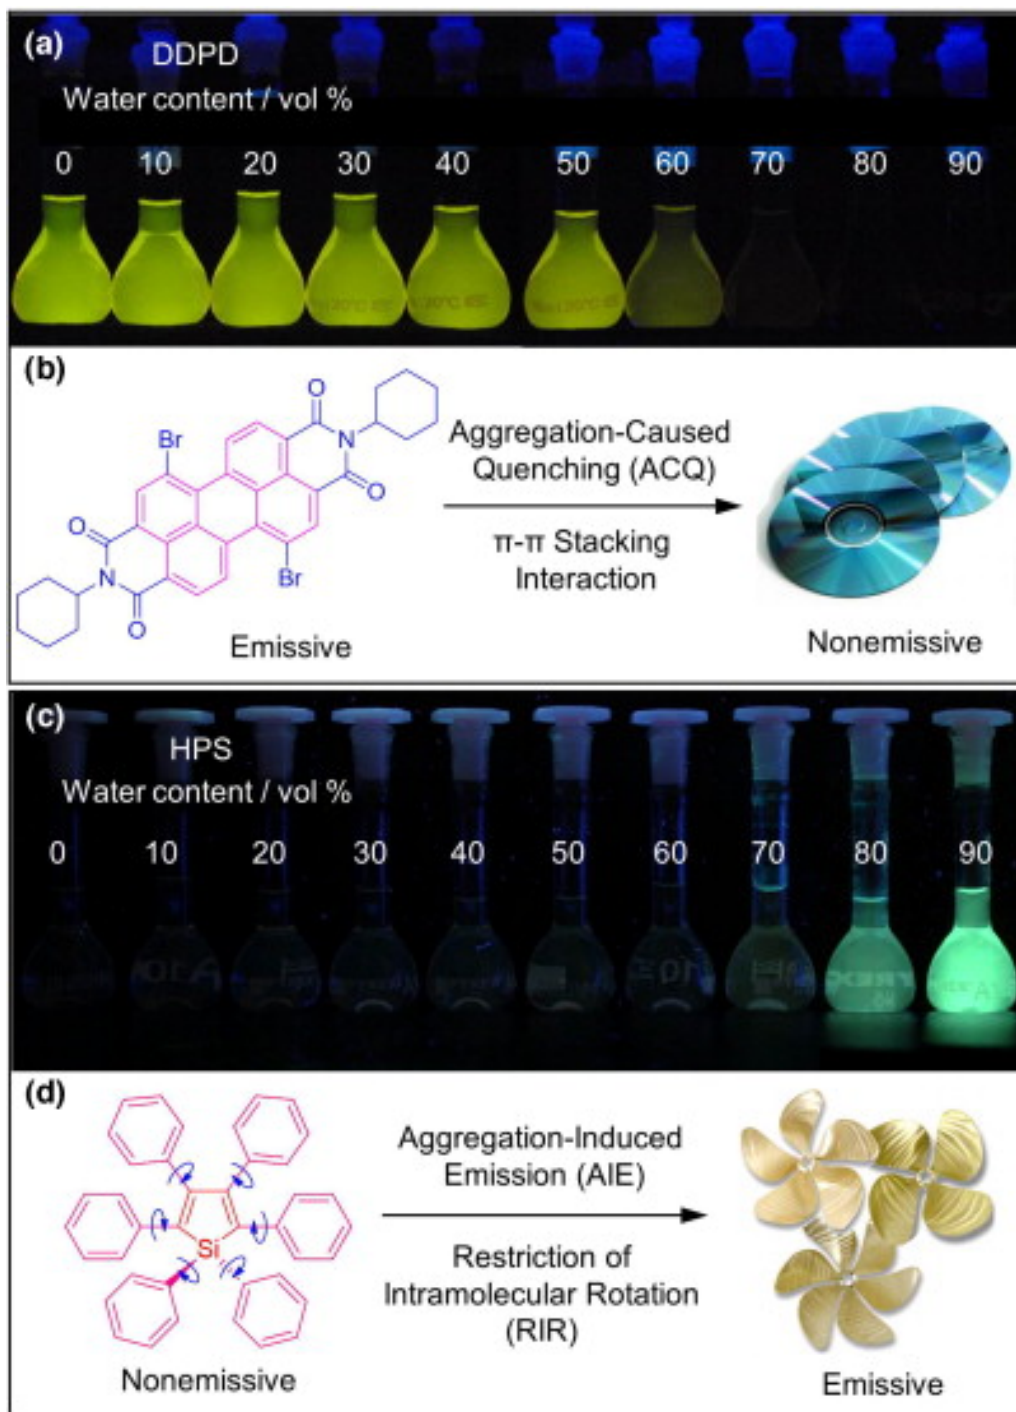 (a)
DDPD
Water content / vol %
0 10 20 30 40 50 60 70 80 90
(b)
O
N
O
Br
O
N
O
Br
Emissive
Aggregation-Caused
Quenching (ACQ)
π-π Stacking
Interaction
Nonemissive
(c)
HPS
Water content / vol %
0 10 20 30 40 50 60 70 80 90
(d)
Si
Nonemissive
Aggregation-Induced
Emission (AIE)
Restriction of
Intramolecular Rotation
(RIR)
Emissive